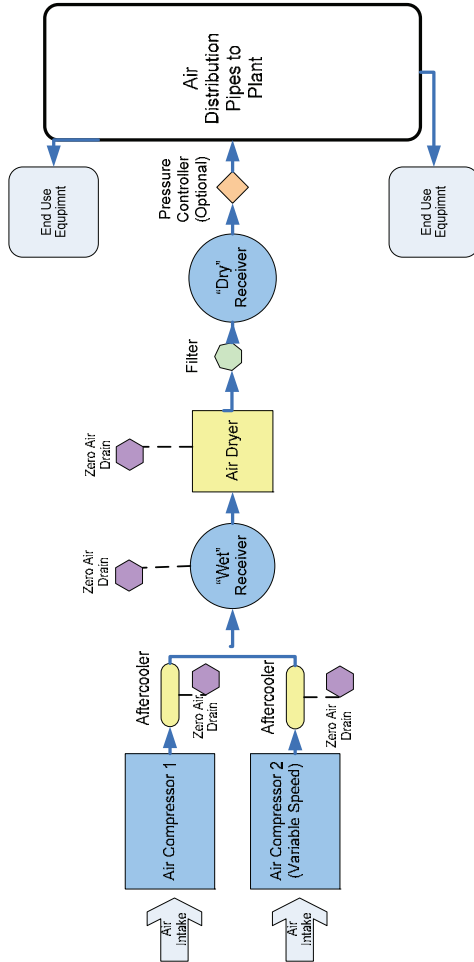 Air
Intake
Air
Intake
Air Compressor 1
Air Compressor 2
(Variable Speed)
Aftercooler
Zero Air
Drain
Aftercooler
Zero Air
Drain
"Wet"
Receiver
Zero Air
Drain
Air Dryer
Zero Air
Drain
Filter
"Dry"
Receiver
Pressure
Controller
(Optional)
Air
Distribution
Pipes to
Plant
End Use
Equpimnt
End Use
Equpimnt